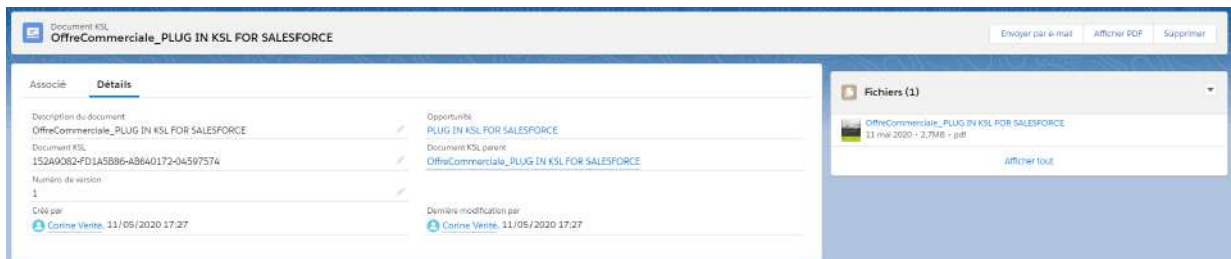 Document KSL
OffreCommerciale_PLUG IN KSL FOR SALESFORCE
Envoyer par e-mail
Afficher PDF
Supprimer
Associé
Détails
Description du document
OffreCommerciale_PLUG IN KSL FOR SALESFORCE
Opportunité
PLUG IN KSL FOR SALESFORCE
Document KSL
152A9082-FD1A5B86-AB640172-04597574
Document KSL parent
OffreCommerciale_PLUG IN KSL FOR SALESFORCE
Numéro de version
1
Créé par
Corine Verité, 11/05/2020 17:27
Dernière modification par
Corine Verité, 11/05/2020 17:27
Fichiers (1)
OffreCommerciale_PLUG IN KSL FOR SALESFORCE
11 mai 2020 • 2,7MB • pdf
Afficher tout